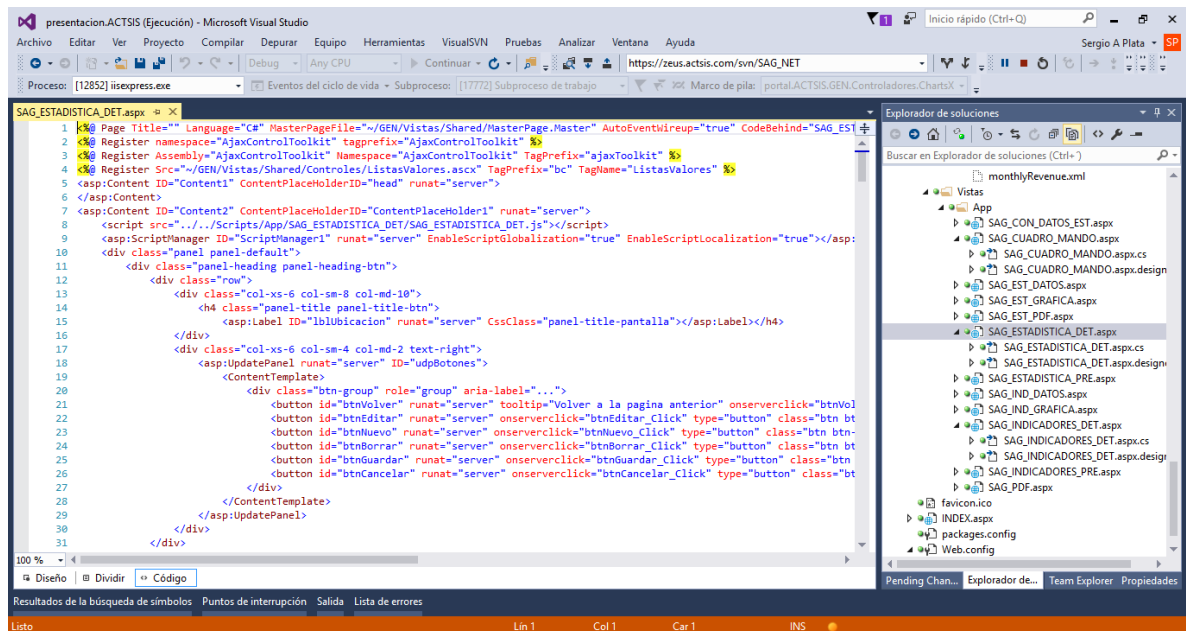 presentacion.ACTSIS (Ejecución) - Microsoft Visual Studio
1
Inicio rápido (Ctrl+Q)
Archivo Editar Ver Proyecto Compilar Depurar Equipo Herramientas VisualSVN Pruebas Analizar Ventana Ayuda
Sergio A Plata
SP
Debug Any CPU Continuar https://zeus.actsis.com/svn/SAG_NET
Proceso: [12852] iisexpress.exe Eventos del ciclo de vida Subproceso: [17772] Subproceso de trabajo Marco de pila: portal.ACTSIS.GEN.Controladores.ChartsX
SAG_ESTADISTICA_DET.aspx
1 <%@ Page Title="" Language="C#" MasterPageFile="~/GEN/Vistas/Shared/MasterPage.Master" AutoEventWireup="true" CodeBehind="SAG_EST
2 <%@ Register namespace="AjaxControlToolkit" tagprefix="AjaxControlToolkit" %>
3 <%@ Register Assembly="AjaxControlToolkit" Namespace="AjaxControlToolkit" TagPrefix="ajaxToolkit" %>
4 <%@ Register Src="~/GEN/Vistas/Shared/Controles/ListasValores.ascx" TagPrefix="bc" TagName="ListasValores" %>
5 <asp:Content ID="Content1" ContentPlaceHolderID="head" runat="server">
6 </asp:Content>
7 <asp:Content ID="Content2" ContentPlaceHolderID="ContentPlaceHolder1" runat="server">
8 <script src="../../Scripts/App/SAG_ESTADISTICA_DET/SAG_ESTADISTICA_DET.js"></script>
9 <asp:ScriptManager ID="ScriptManager1" runat="server" EnableScriptGlobalization="true" EnableScriptLocalization="true"></asp:
10 <div class="panel panel-default">
11 <div class="panel-heading panel-heading-btn">
12 <div class="row">
13 <div class="col-xs-6 col-sm-8 col-md-10">
14 <h4 class="panel-title panel-title-btn">
15 <asp:Label ID="lblUbicacion" runat="server" CssClass="panel-title-pantalla"></asp:Label></h4>
16 </div>
17 <div class="col-xs-6 col-sm-4 col-md-2 text-right">
18 <asp:UpdatePanel runat="server" ID="udpBotones">
19 <ContentTemplate>
20 <div class="btn-group" role="group" aria-label="...">
21 <button id="btnVolver" runat="server" tooltip="Volver a la pagina anterior" onserverclick="btnVol
22 <button id="btnEditar" runat="server" onserverclick="btnEditar_Click" type="button" class="btn bt
23 <button id="btnNuevo" runat="server" onserverclick="btnNuevo_Click" type="button" class="btn btn-
24 <button id="btnBorrar" runat="server" onserverclick="btnBorrar_Click" type="button" class="btn bt
25 <button id="btnGuardar" runat="server" onserverclick="btnGuardar_Click" type="button" class="btn
26 <button id="btnCancelar" runat="server" onserverclick="btnCancelar_Click" type="button" class="bt
27 </div>
28 </ContentTemplate>
29 </asp:UpdatePanel>
30 </div>
31 </div>
100 %
Diseño Dividir Código
Explorador de soluciones
Buscar en Explorador de soluciones (Ctrl+´)
monthlyRevenue.xml
Vistas
App
SAG_CON_DATOS_EST.aspx
SAG_CUADRO_MANDO.aspx
SAG_CUADRO_MANDO.aspx.cs
SAG_CUADRO_MANDO.aspx.design
SAG_EST_DATOS.aspx
SAG_EST_GRAFICA.aspx
SAG_EST_PDF.aspx
SAG_ESTADISTICA_DET.aspx
SAG_ESTADISTICA_DET.aspx.cs
SAG_ESTADISTICA_DET.aspx.design
SAG_ESTADISTICA_PRE.aspx
SAG_IND_DATOS.aspx
SAG_IND_GRAFICA.aspx
SAG_INDICADORES_DET.aspx
SAG_INDICADORES_DET.aspx.cs
SAG_INDICADORES_DET.aspx.desigr
SAG_INDICADORES_PRE.aspx
SAG_PDF.aspx
favicon.ico
INDEX.aspx
packages.config
Web.config
Pending Chan... Explorador de... Team Explorer Propiedades
Resultados de la búsqueda de símbolos Puntos de interrupción Salida Lista de errores
Listo Lín 1 Col 1 Car 1 INS